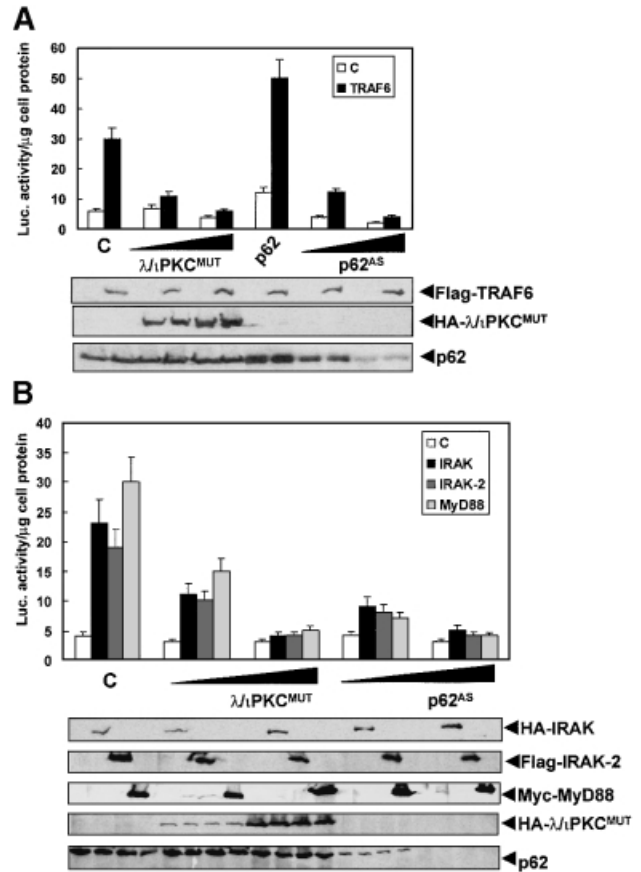 A
Luc. activity/µg cell protein
60
50
40
30
20
10
0
C
TRAF6
C
λ/ιPKCMUT
p62
p62AS
Flag-TRAF6
HA-λ/ιPKCMUT
p62
B
Luc. activity/µg cell protein
40
35
30
25
20
15
10
5
0
C
IRAK
IRAK-2
MyD88
C
λ/ιPKCMUT
p62AS
HA-IRAK
Flag-IRAK-2
Myc-MyD88
HA-λ/ιPKCMUT
p62